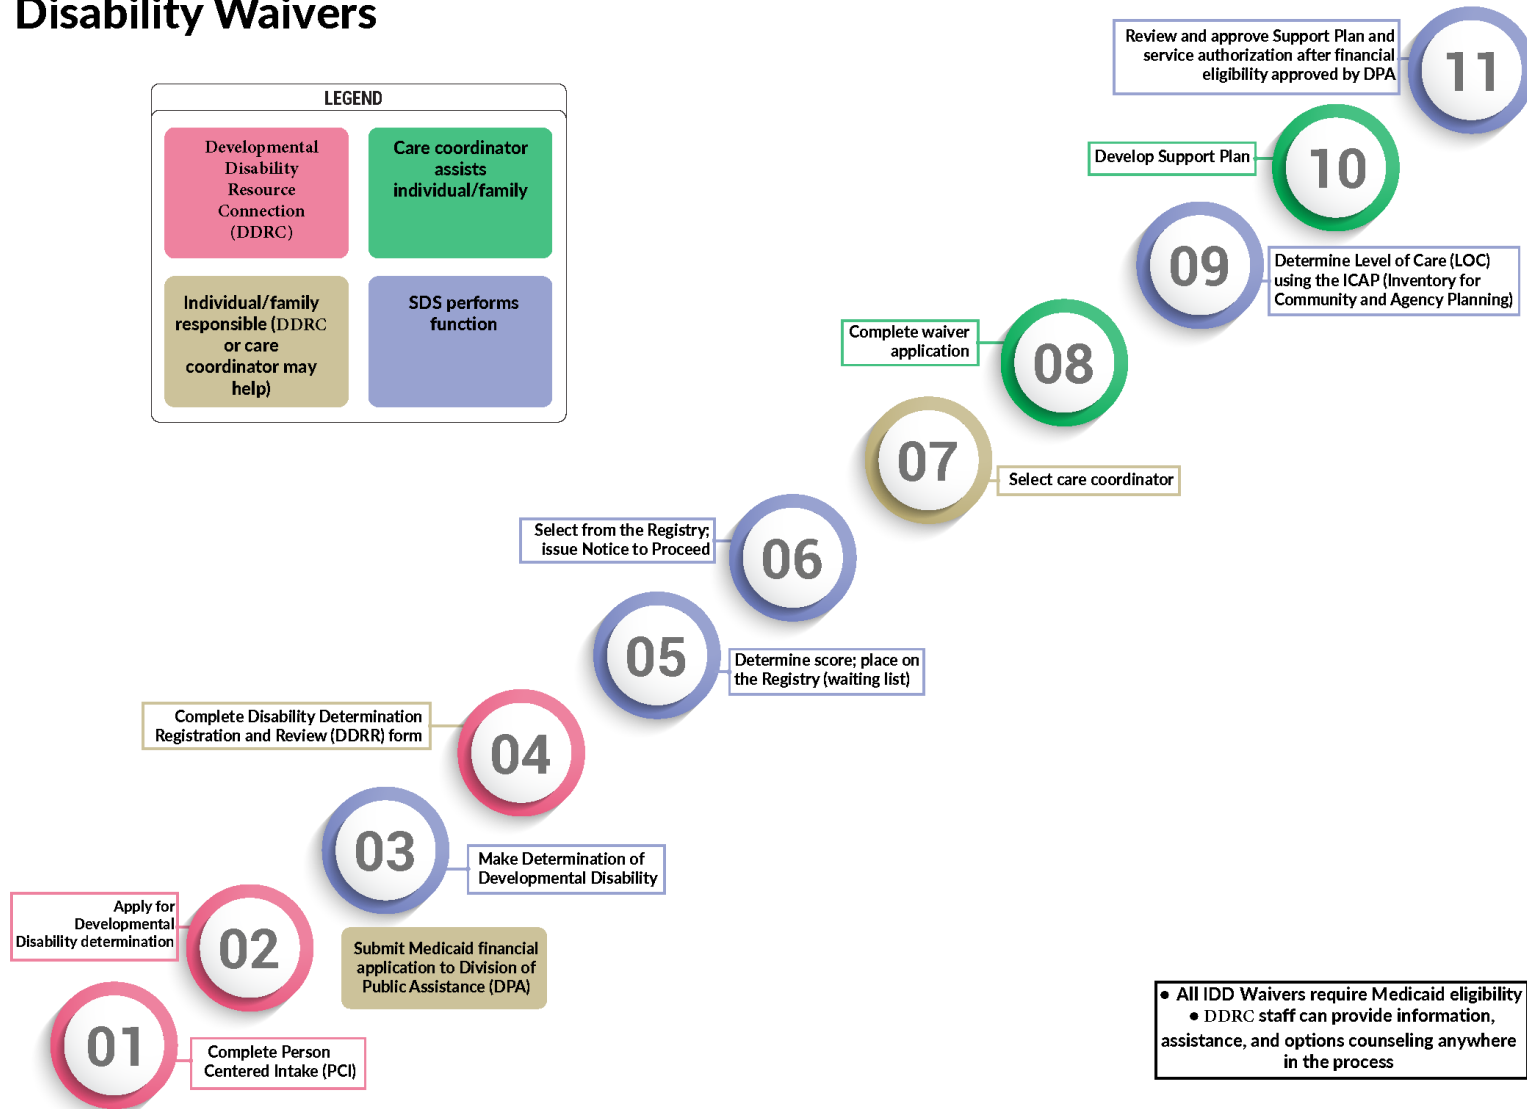 Disability Waivers
LEGEND
Developmental
Disability
Resource
Connection
(DDRC)
Care coordinator
assists
individual/family
Individual/family
responsible (DDRC
or care
coordinator may
help)
SDS performs
function
Review and approve Support Plan and
service authorization after financial
eligibility approved by DPA
11
Develop Support Plan
10
09
Determine Level of Care (LOC)
using the ICAP (Inventory for
Community and Agency Planning)
Complete waiver
application
08
07
Select care coordinator
Select from the Registry;
issue Notice to Proceed
06
05
Determine score; place on
the Registry (waiting list)
Complete Disability Determination
Registration and Review (DDRR) form
04
03
Make Determination of
Developmental Disability
Apply for
Developmental
Disability determination
02
Submit Medicaid financial
application to Division of
Public Assistance (DPA)
01
Complete Person
Centered Intake (PCI)
● All IDD Waivers require Medicaid eligibility
● DDRC staff can provide information,
assistance, and options counseling anywhere
in the process